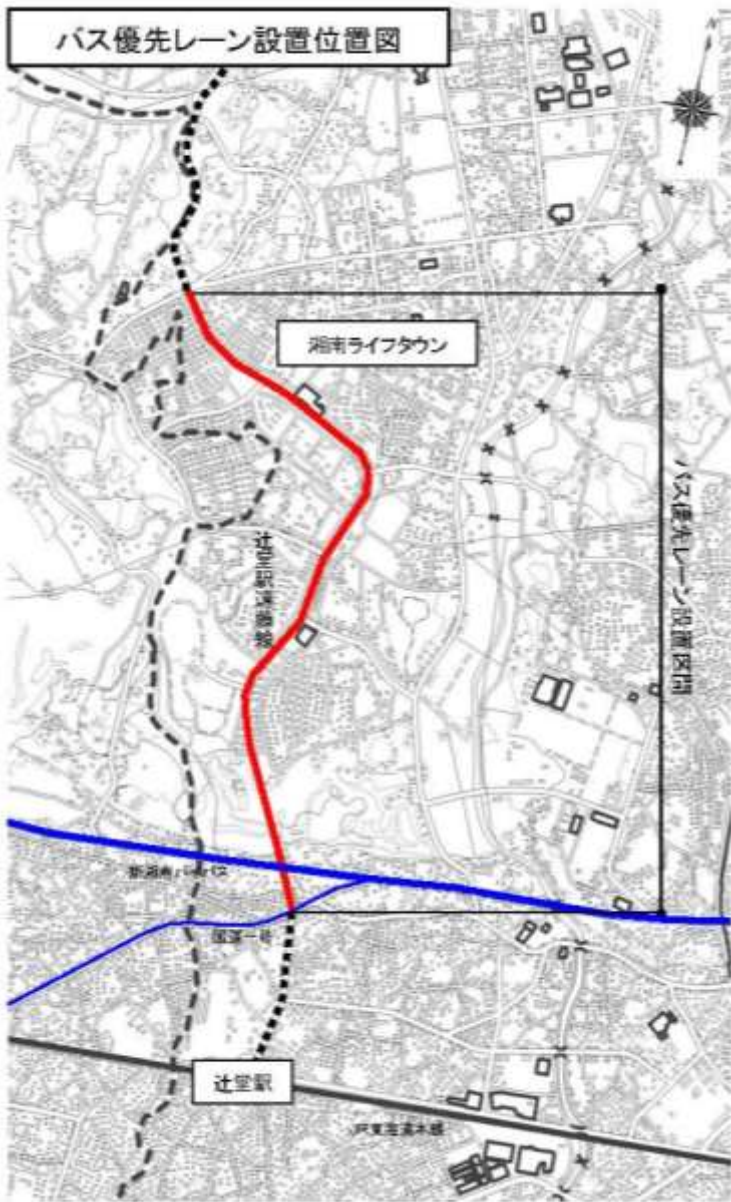 バス優先レーン設置位置図
湘南ライフタウン
バス優先レーン設置区間
辻堂駅遠藤線
新湘南バイパス
国道一号
辻堂駅
JR東海道本線